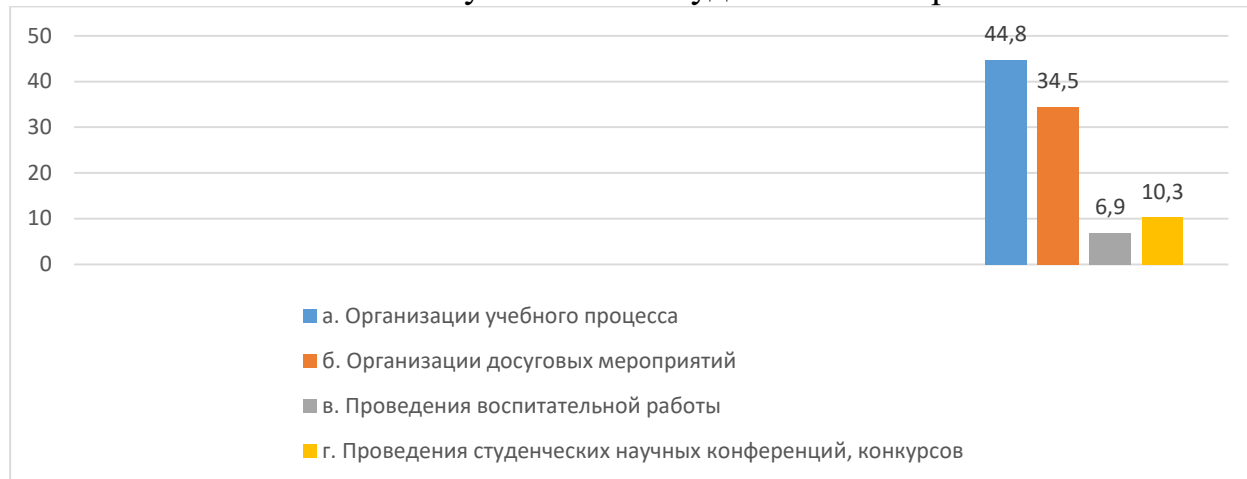 44,8
34,5
6,9
10,3
50
40
30
20
10
0
а. Организации учебного процесса
б. Организации досуговых мероприятий
в. Проведения воспитательной работы
г. Проведения студенческих научных конференций, конкурсов